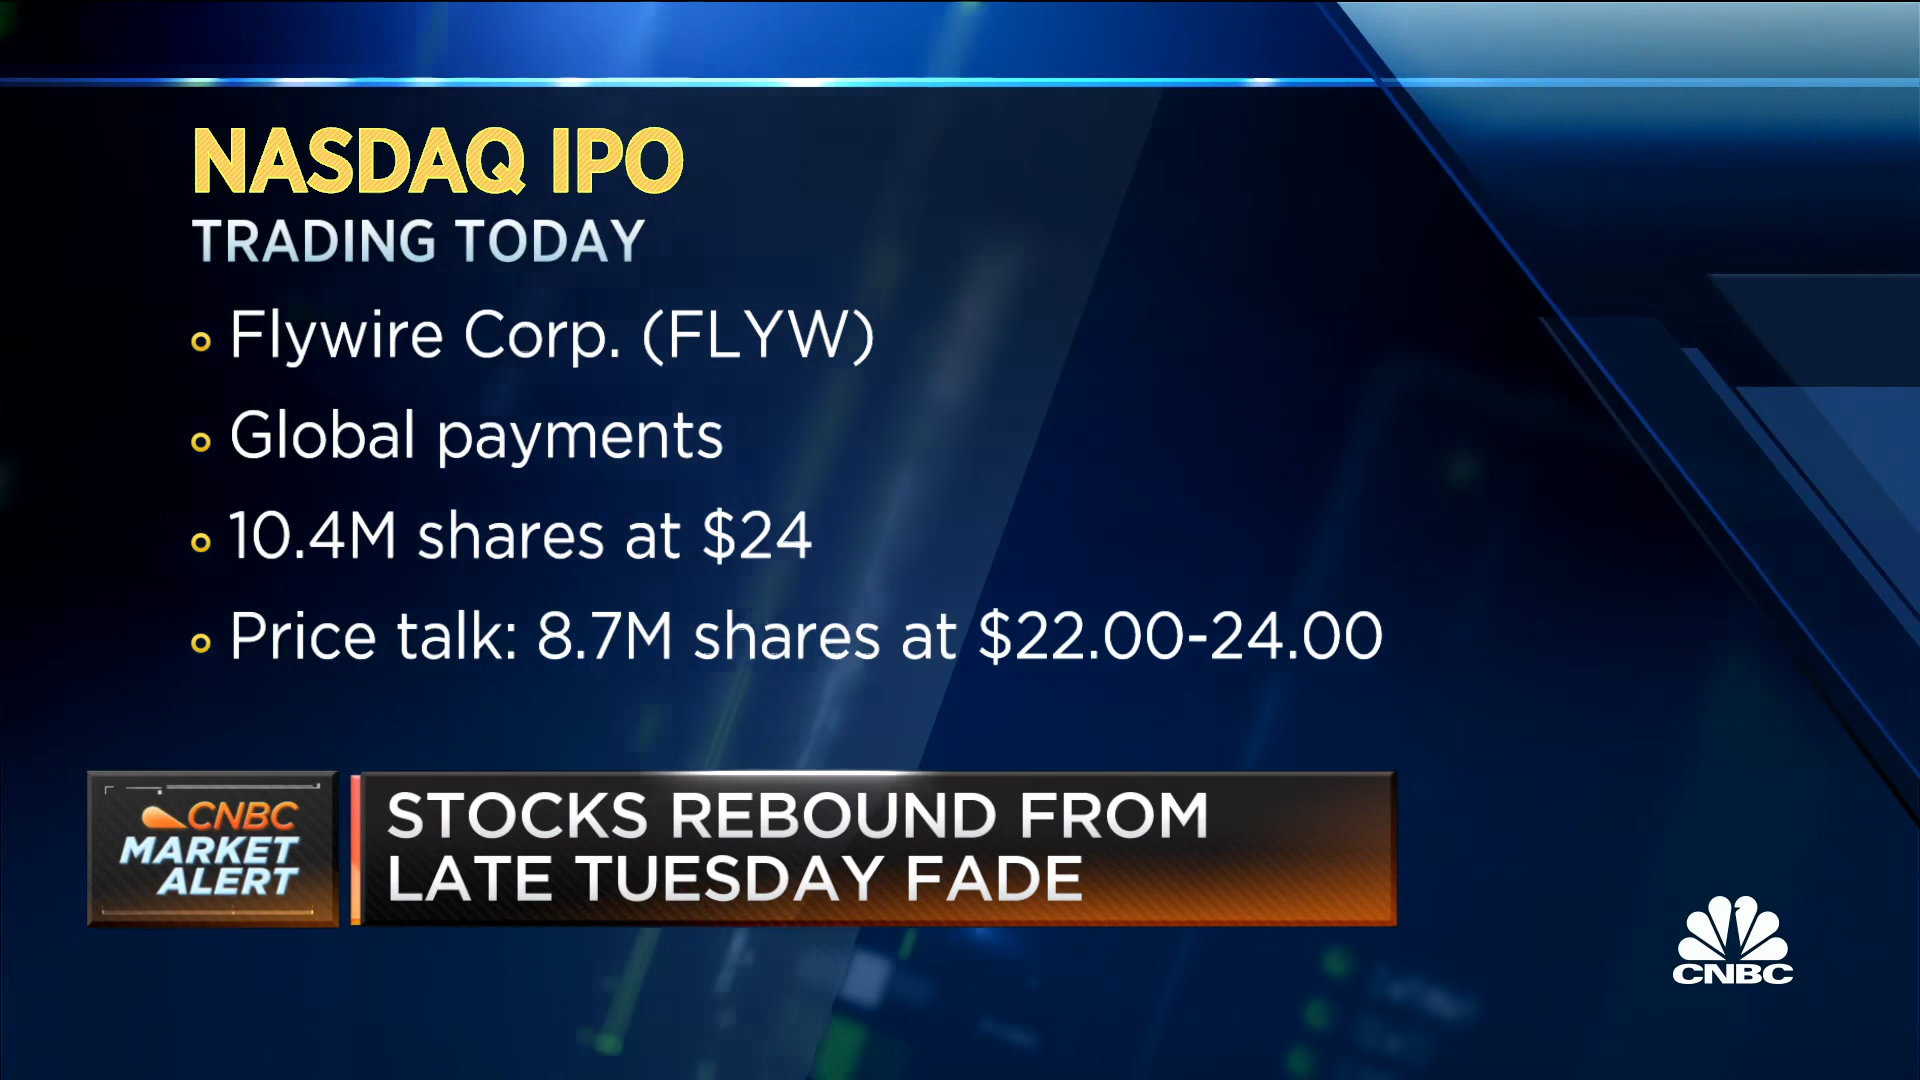 NASDAQ IPO
TRADING TODAY
Flywire Corp. (FLYW)
Global payments
10.4M shares at $24
Price talk: 8.7M shares at $22.00-24.00
CNBC
MARKET
ALERT
STOCKS REBOUND FROM
LATE TUESDAY FADE
CNBC